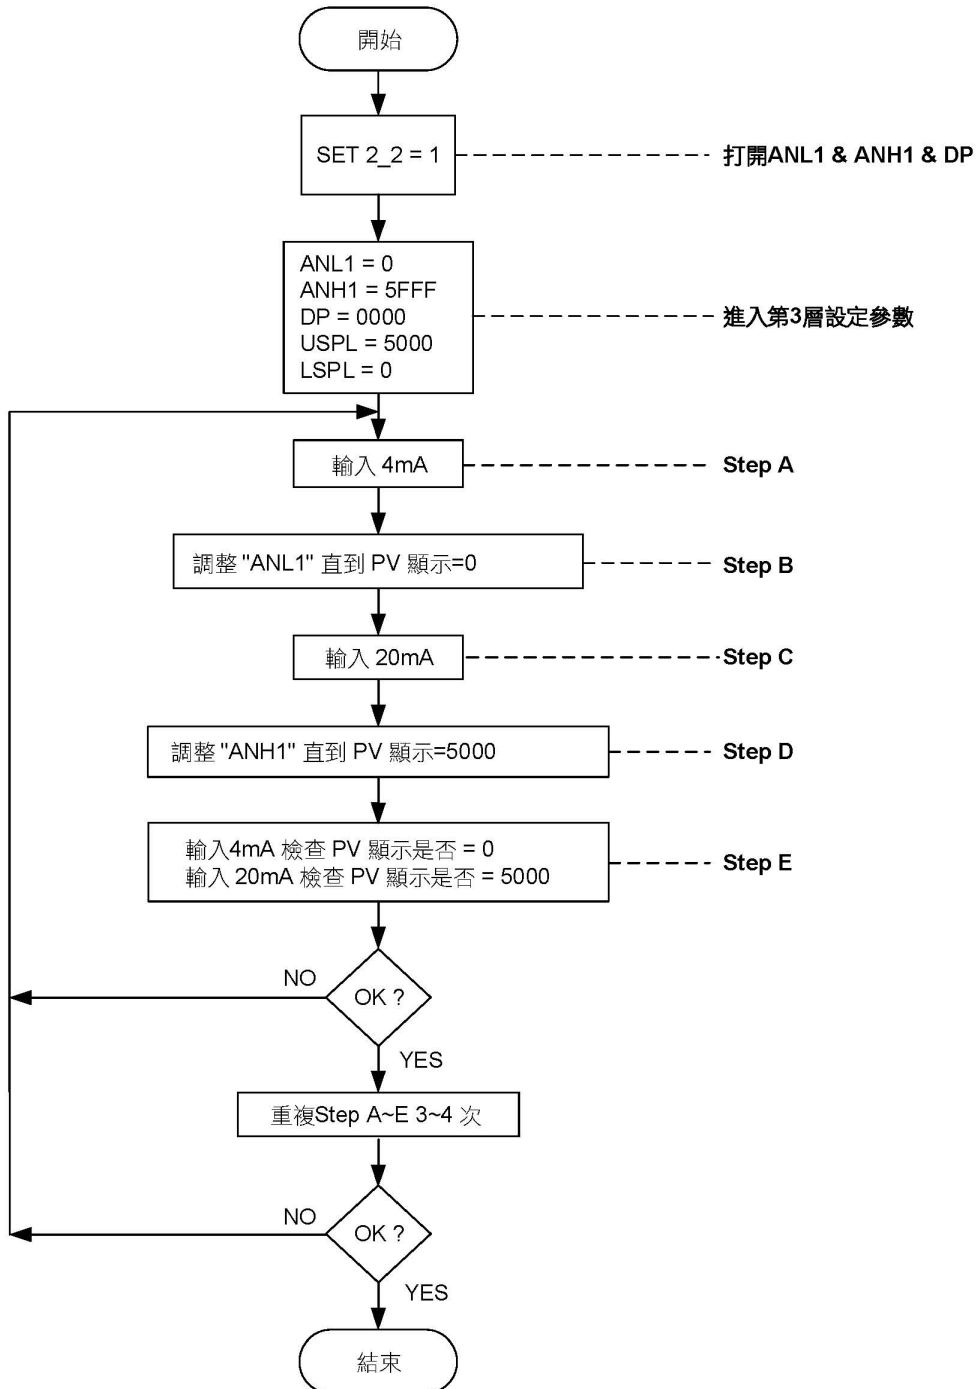 開始
SET 2_2 = 1
打開ANL1 & ANH1 & DP
ANL1 = 0
ANH1 = 5FFF
DP = 0000
USPL = 5000
LSPL = 0
進入第3層設定參數
輸入 4mA
Step A
調整 "ANL1" 直到 PV 顯示=0
Step B
輸入 20mA
Step C
調整 "ANH1" 直到 PV 顯示=5000
Step D
輸入4mA 檢查 PV 顯示是否 = 0
輸入 20mA 檢查 PV 顯示是否 = 5000
Step E
NO
OK ?
YES
重複Step A~E 3~4 次
NO
OK ?
YES
結束